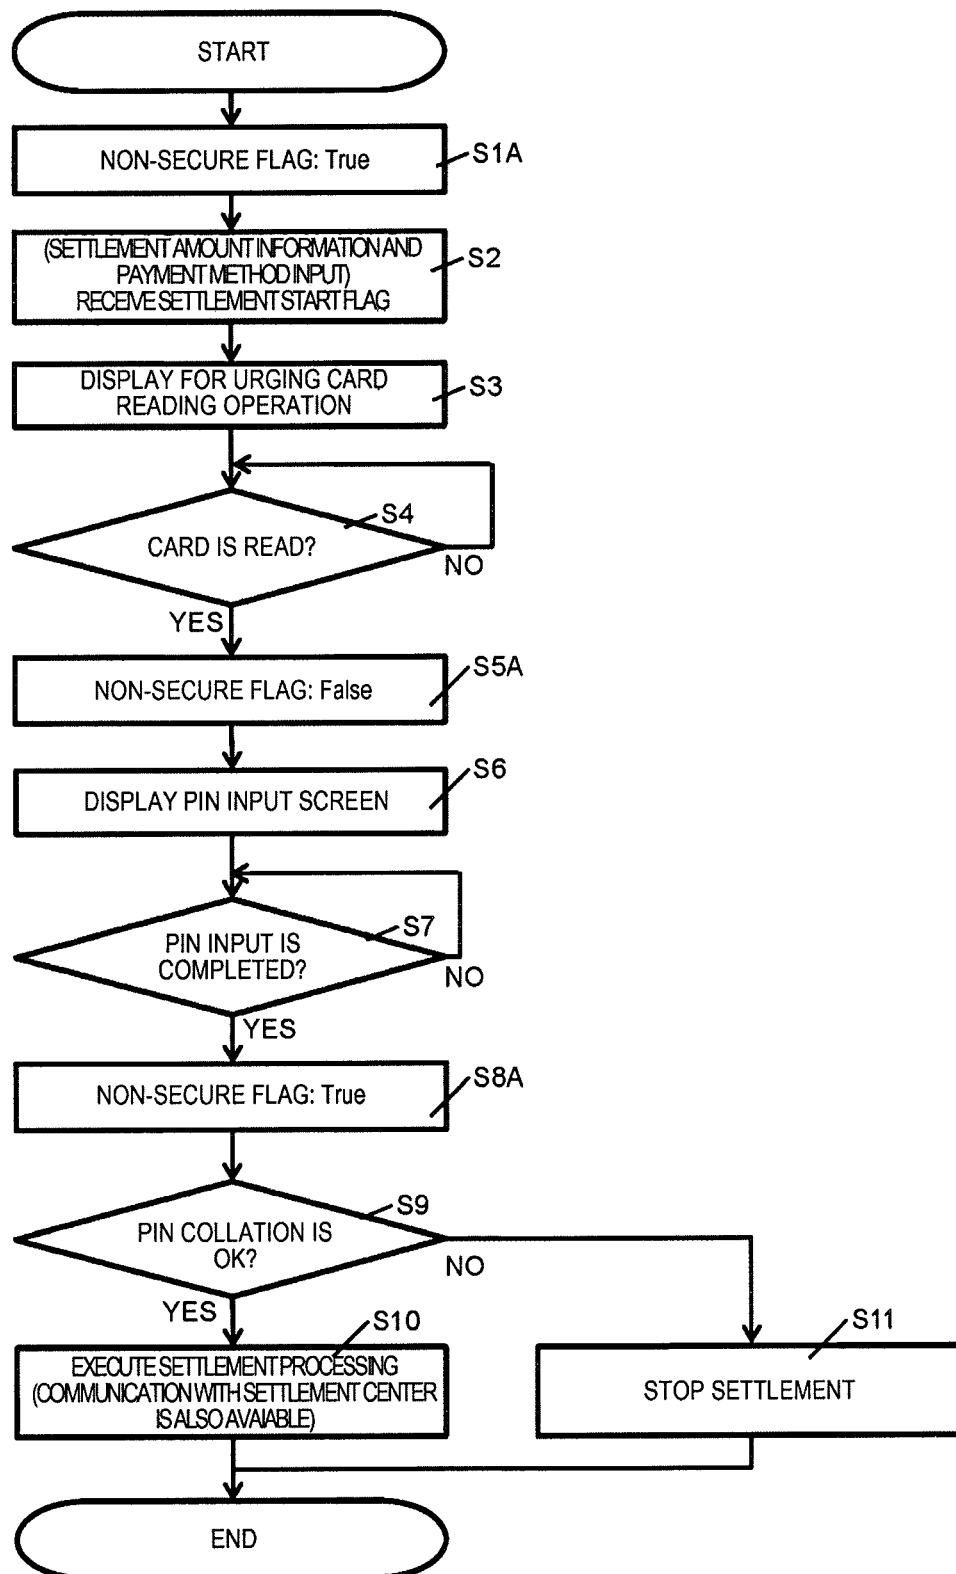 START
NON-SECURE FLAG: True
S1A
(SETTLEMENT AMOUNT INFORMATION AND
PAYMENT METHOD INPUT)
RECEIVE SETTLEMENT START FLAG
S2
DISPLAY FOR URGING CARD
READING OPERATION
S3
S4
CARD IS READ?
NO
YES
NON-SECURE FLAG: False
S5A
DISPLAY PIN INPUT SCREEN
S6
S7
PIN INPUT IS
COMPLETED?
NO
YES
NON-SECURE FLAG: True
S8A
S9
PIN COLLATION IS
OK?
NO
YES
S10
EXECUTE SETTLEMENT PROCESSING
(COMMUNICATION WITH SETTLEMENT CENTER
IS ALSO AVAIABLE)
S11
STOP SETTLEMENT
END